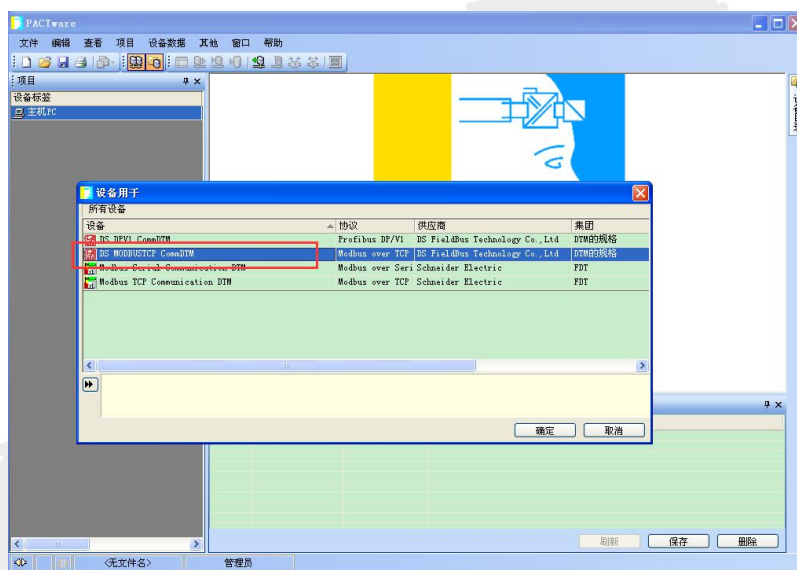 PACTware
文件 编辑 查看 项目 设备数据 其他 窗口 帮助
项目
设备标签
主机PC
设备用于
所有设备
设备 协议 供应商 集团
DS DPV1 CommDTM Profibus DP/V1 DS FieldBus Technology Co.,Ltd DTM的规格
DS MODBUSTCP CommDTM Modbus over TCP DS FieldBus Technology Co.,Ltd DTM的规格
Modbus Serial Communication DTM Modbus over Seri Schneider Electric FDT
Modbus TCP Communication DTM Modbus over TCP Schneider Electric FDT
确定 取消
刷新 保存 删除
<无文件名> 管理员